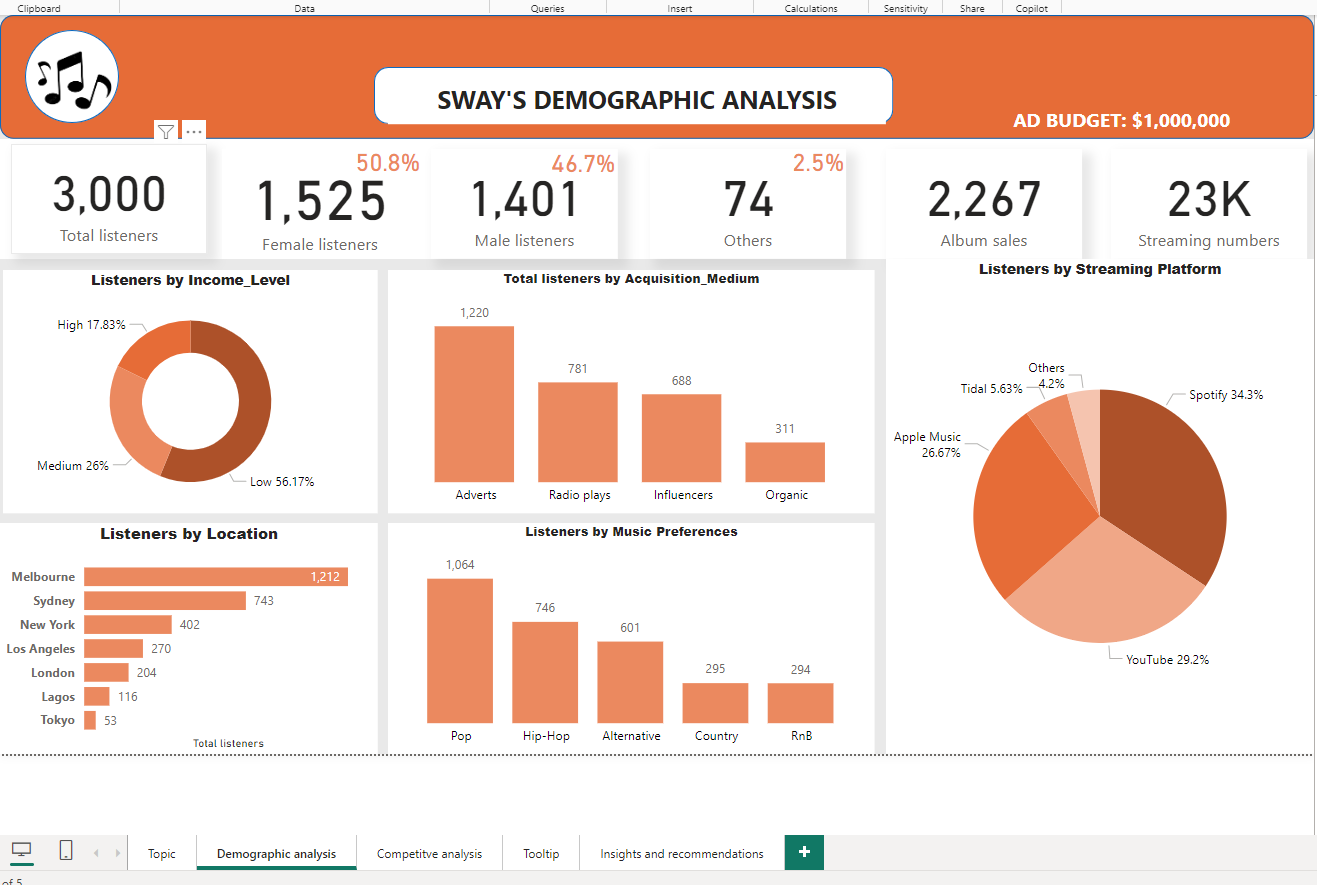 Clipboard Data Queries Insert Calculations Sensitivity Share Copilot
SWAY'S DEMOGRAPHIC ANALYSIS
AD BUDGET: $1,000,000
3,000
Total listeners
50.8%
1,525
Female listeners
46.7%
1,401
Male listeners
2.5%
74
Others
2,267
Album sales
23K
Streaming numbers
Listeners by Income_Level
High 17.83%
Medium 26%
Low 56.17%
Total listeners by Acquisition_Medium
1,220
781
688
311
Adverts Radio plays Influencers Organic
Listeners by Streaming Platform
Others
4.2%
Tidal 5.63%
Spotify 34.3%
Apple Music
26.67%
YouTube 29.2%
Listeners by Location
Melbourne 1,212
Sydney 743
New York 402
Los Angeles 270
London 204
Lagos 116
Tokyo 53
Total listeners
Listeners by Music Preferences
1,064
746
601
295
294
Pop Hip-Hop Alternative Country RnB
Topic Demographic analysis Competitve analysis Tooltip Insights and recommendations
of 5